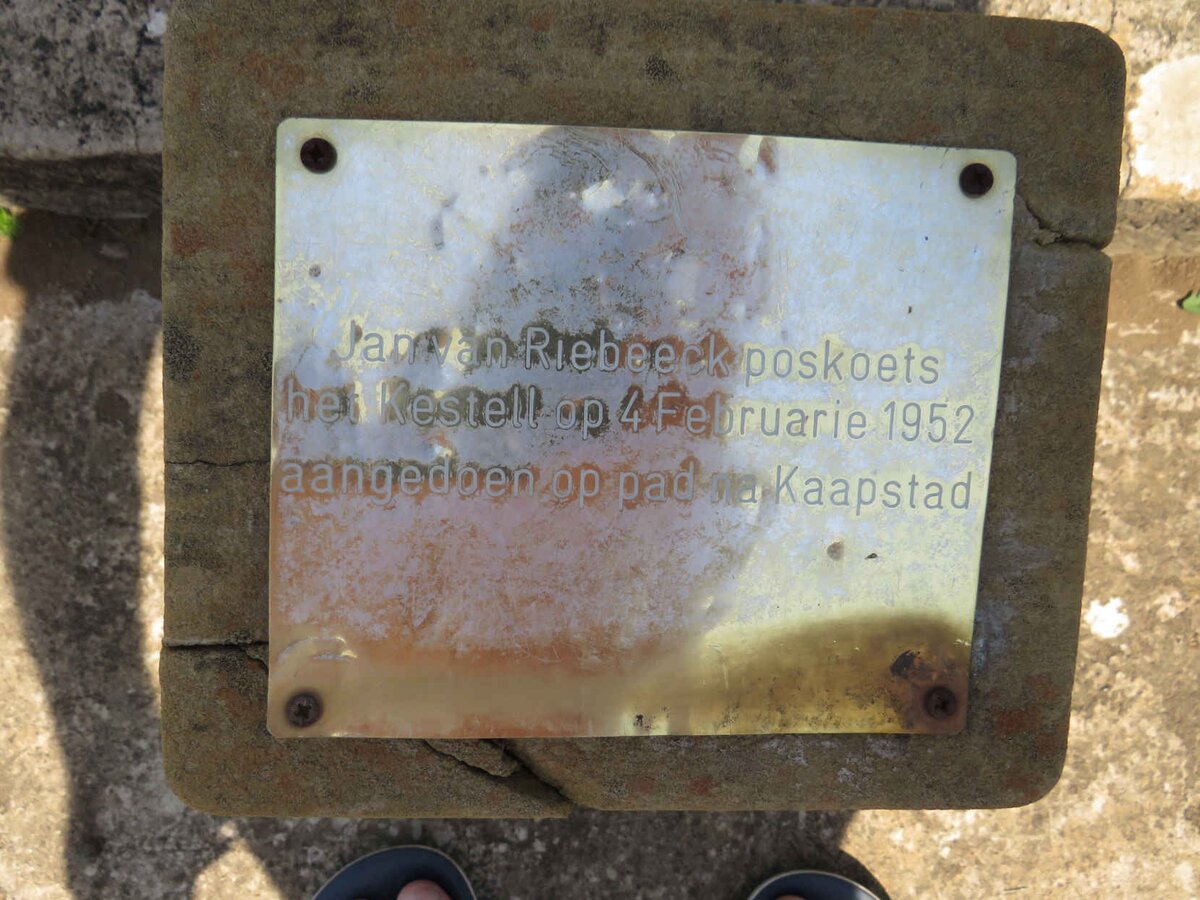 Jan van Riebeeck poskoets
het Kestell op 4 Februarie 1952
aangedoen op pad na Kaapstad